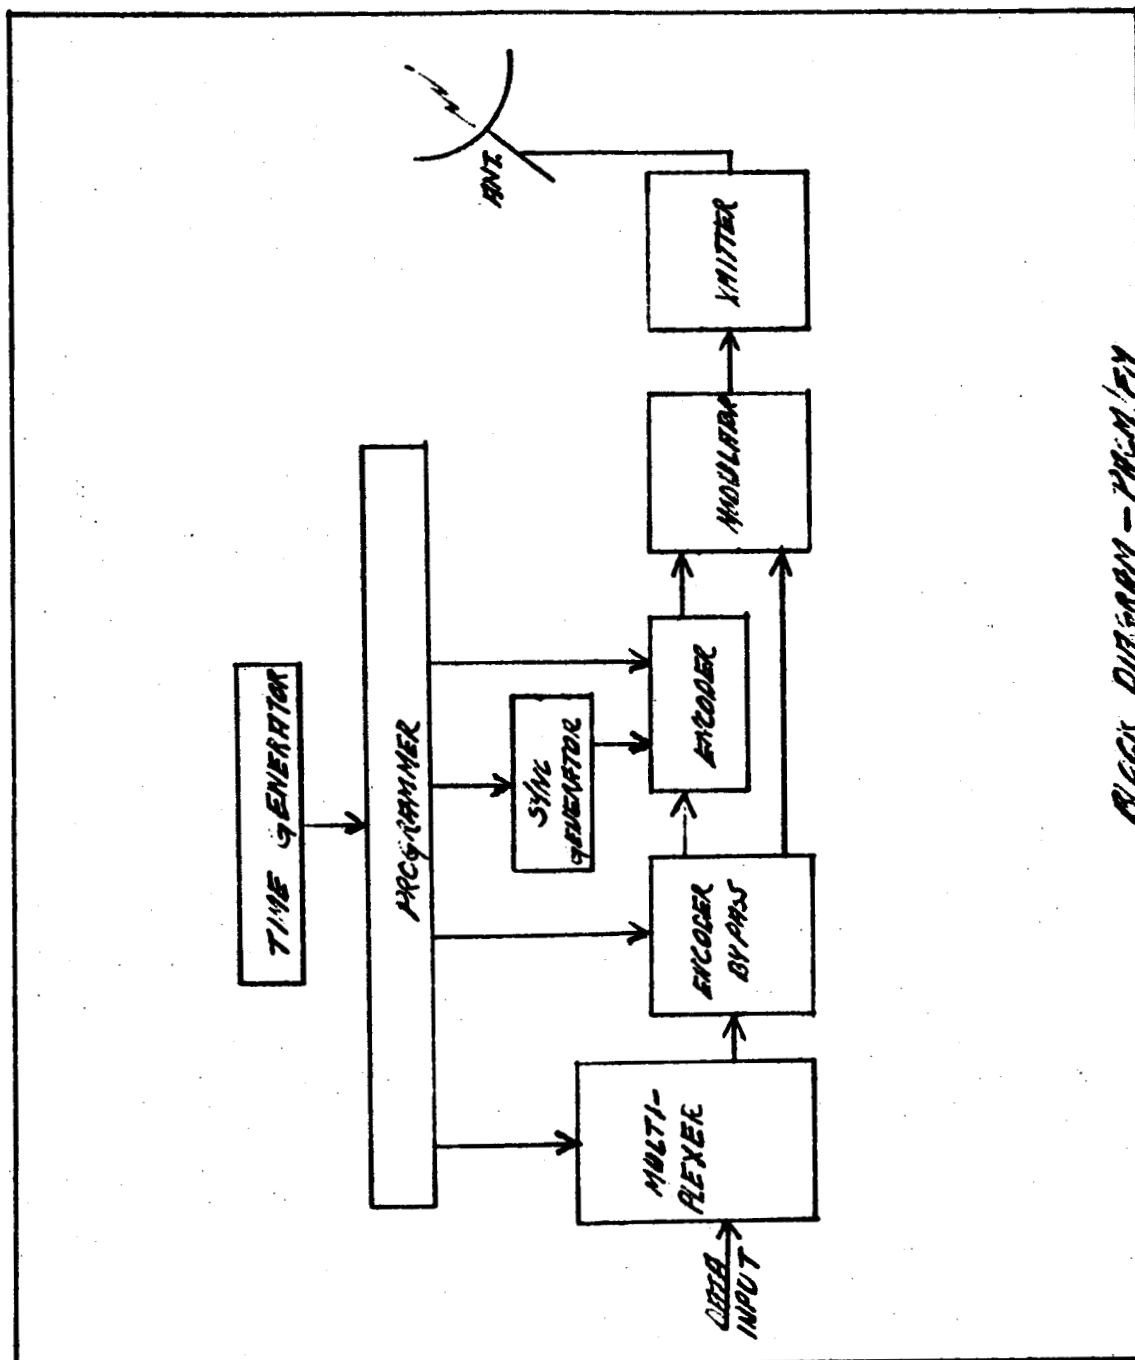 TIME GENERATOR
PROGRAMMER
SYNC
GENERATOR
DATA
INPUT
MULTI-
PLEXER
ENCODER
BYPASS
ENCODER
MODULATOR
XMITTER
ANT.
BLOCK DIAGRAM - PACM/FM